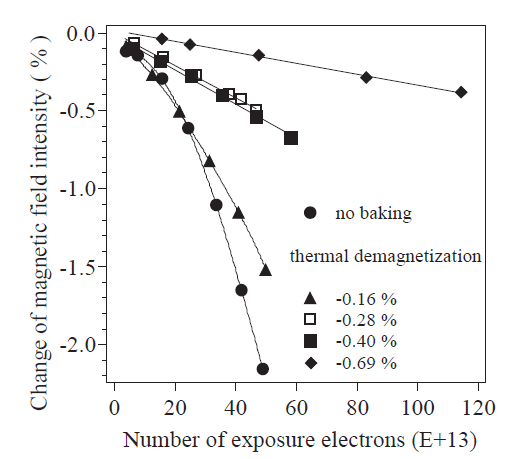 Change of magnetic field intensity ( % )
0.0
-0.5
-1.0
-1.5
-2.0
no baking
thermal demagnetization
-0.16 %
-0.28 %
-0.40 %
-0.69 %
0 20 40 60 80 100 120
Number of exposure electrons (E+13)